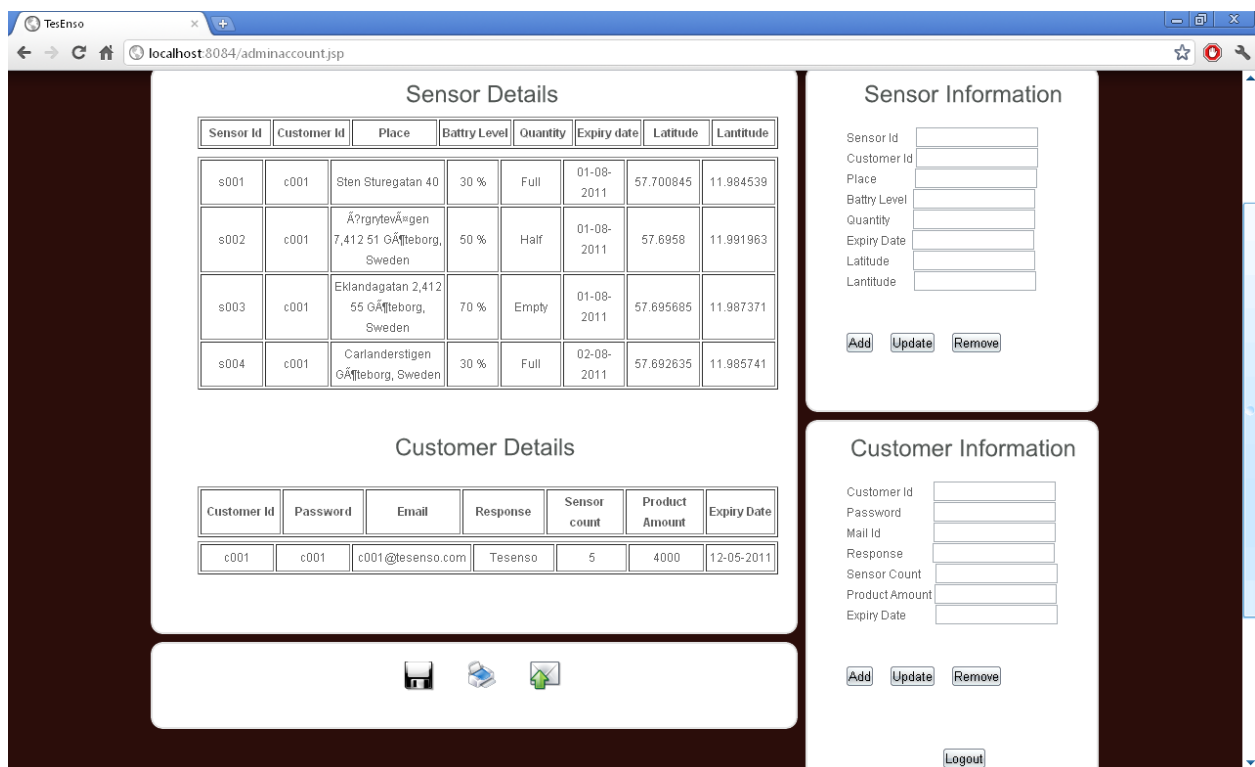 TesEnso
localhost:8084/adminaccount.jsp
Sensor Details
Sensor Id Customer Id Place Battry Level Quantity Expiry date Latitude Lantitude
s001 c001 Sten Sturegatan 40 30 % Full 01-08-2011 57.700845 11.984539
s002 c001 Ã?rgrytevÃ¤gen 7,412 51 GÃ¶teborg, Sweden 50 % Half 01-08-2011 57.6958 11.991963
s003 c001 Eklandagatan 2,412 55 GÃ¶teborg, Sweden 70 % Empty 01-08-2011 57.695685 11.987371
s004 c001 Carlanderstigen GÃ¶teborg, Sweden 30 % Full 02-08-2011 57.692635 11.985741
Customer Details
Customer Id Password Email Response Sensor count Product Amount Expiry Date
c001 c001 c001@tesenso.com Tesenso 5 4000 12-05-2011
Sensor Information
Sensor Id
Customer Id
Place
Battry Level
Quantity
Expiry Date
Latitude
Lantitude
Add Update Remove
Customer Information
Customer Id
Password
Mail Id
Response
Sensor Count
Product Amount
Expiry Date
Add Update Remove
Logout